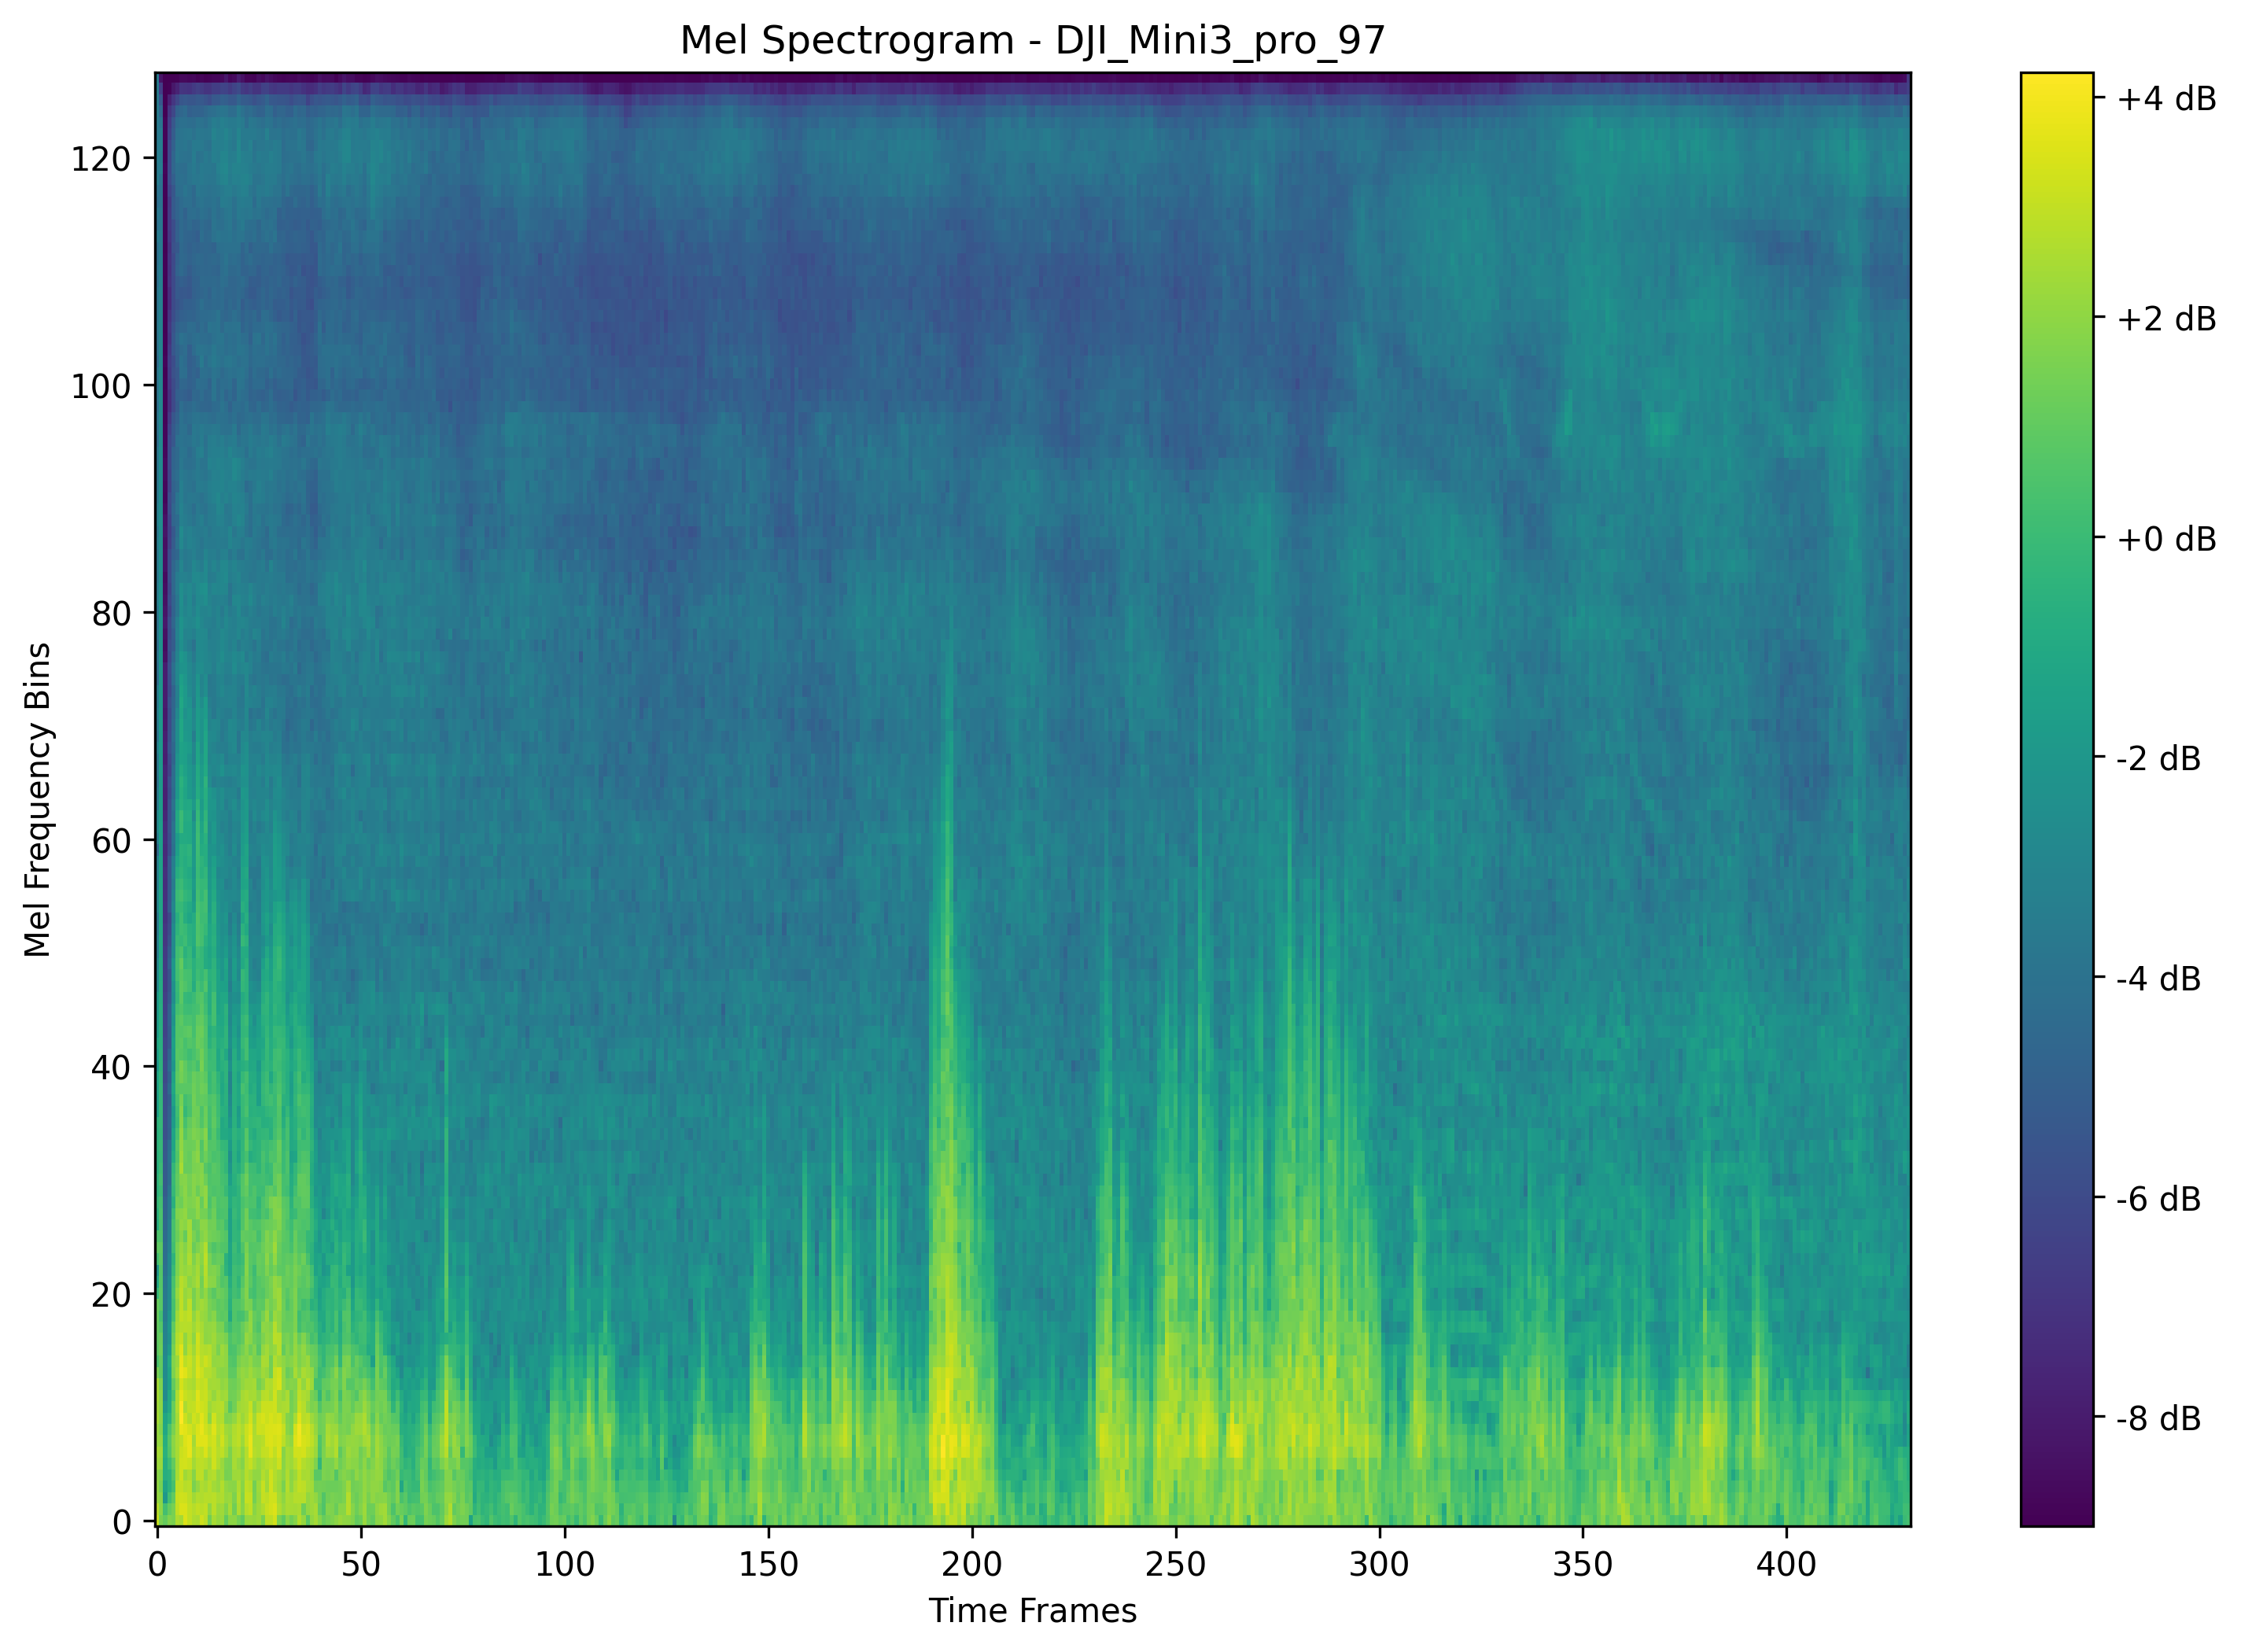 Mel Spectrogram - DJI_Mini3_pro_97
Mel Frequency Bins
120
100
80
60
40
20
0
0 50 100 150 200 250 300 350 400
Time Frames
+4 dB
+2 dB
+0 dB
-2 dB
-4 dB
-6 dB
-8 dB